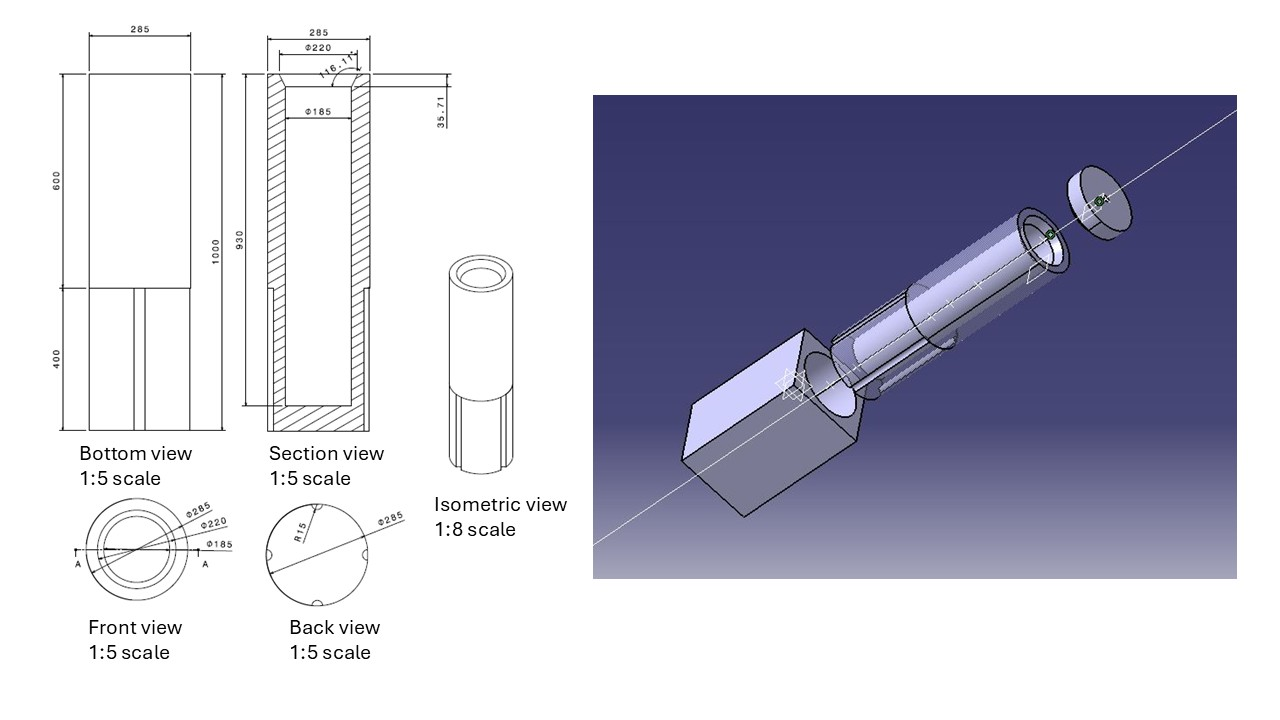 285
600
1000
400
Bottom view
1:5 scale
285
Φ220
116.11°
35.71
Φ185
930
Section view
1:5 scale
Isometric view
1:8 scale
Φ285
Φ220
Φ185
A
A
Front view
1:5 scale
R15
Φ285
Back view
1:5 scale